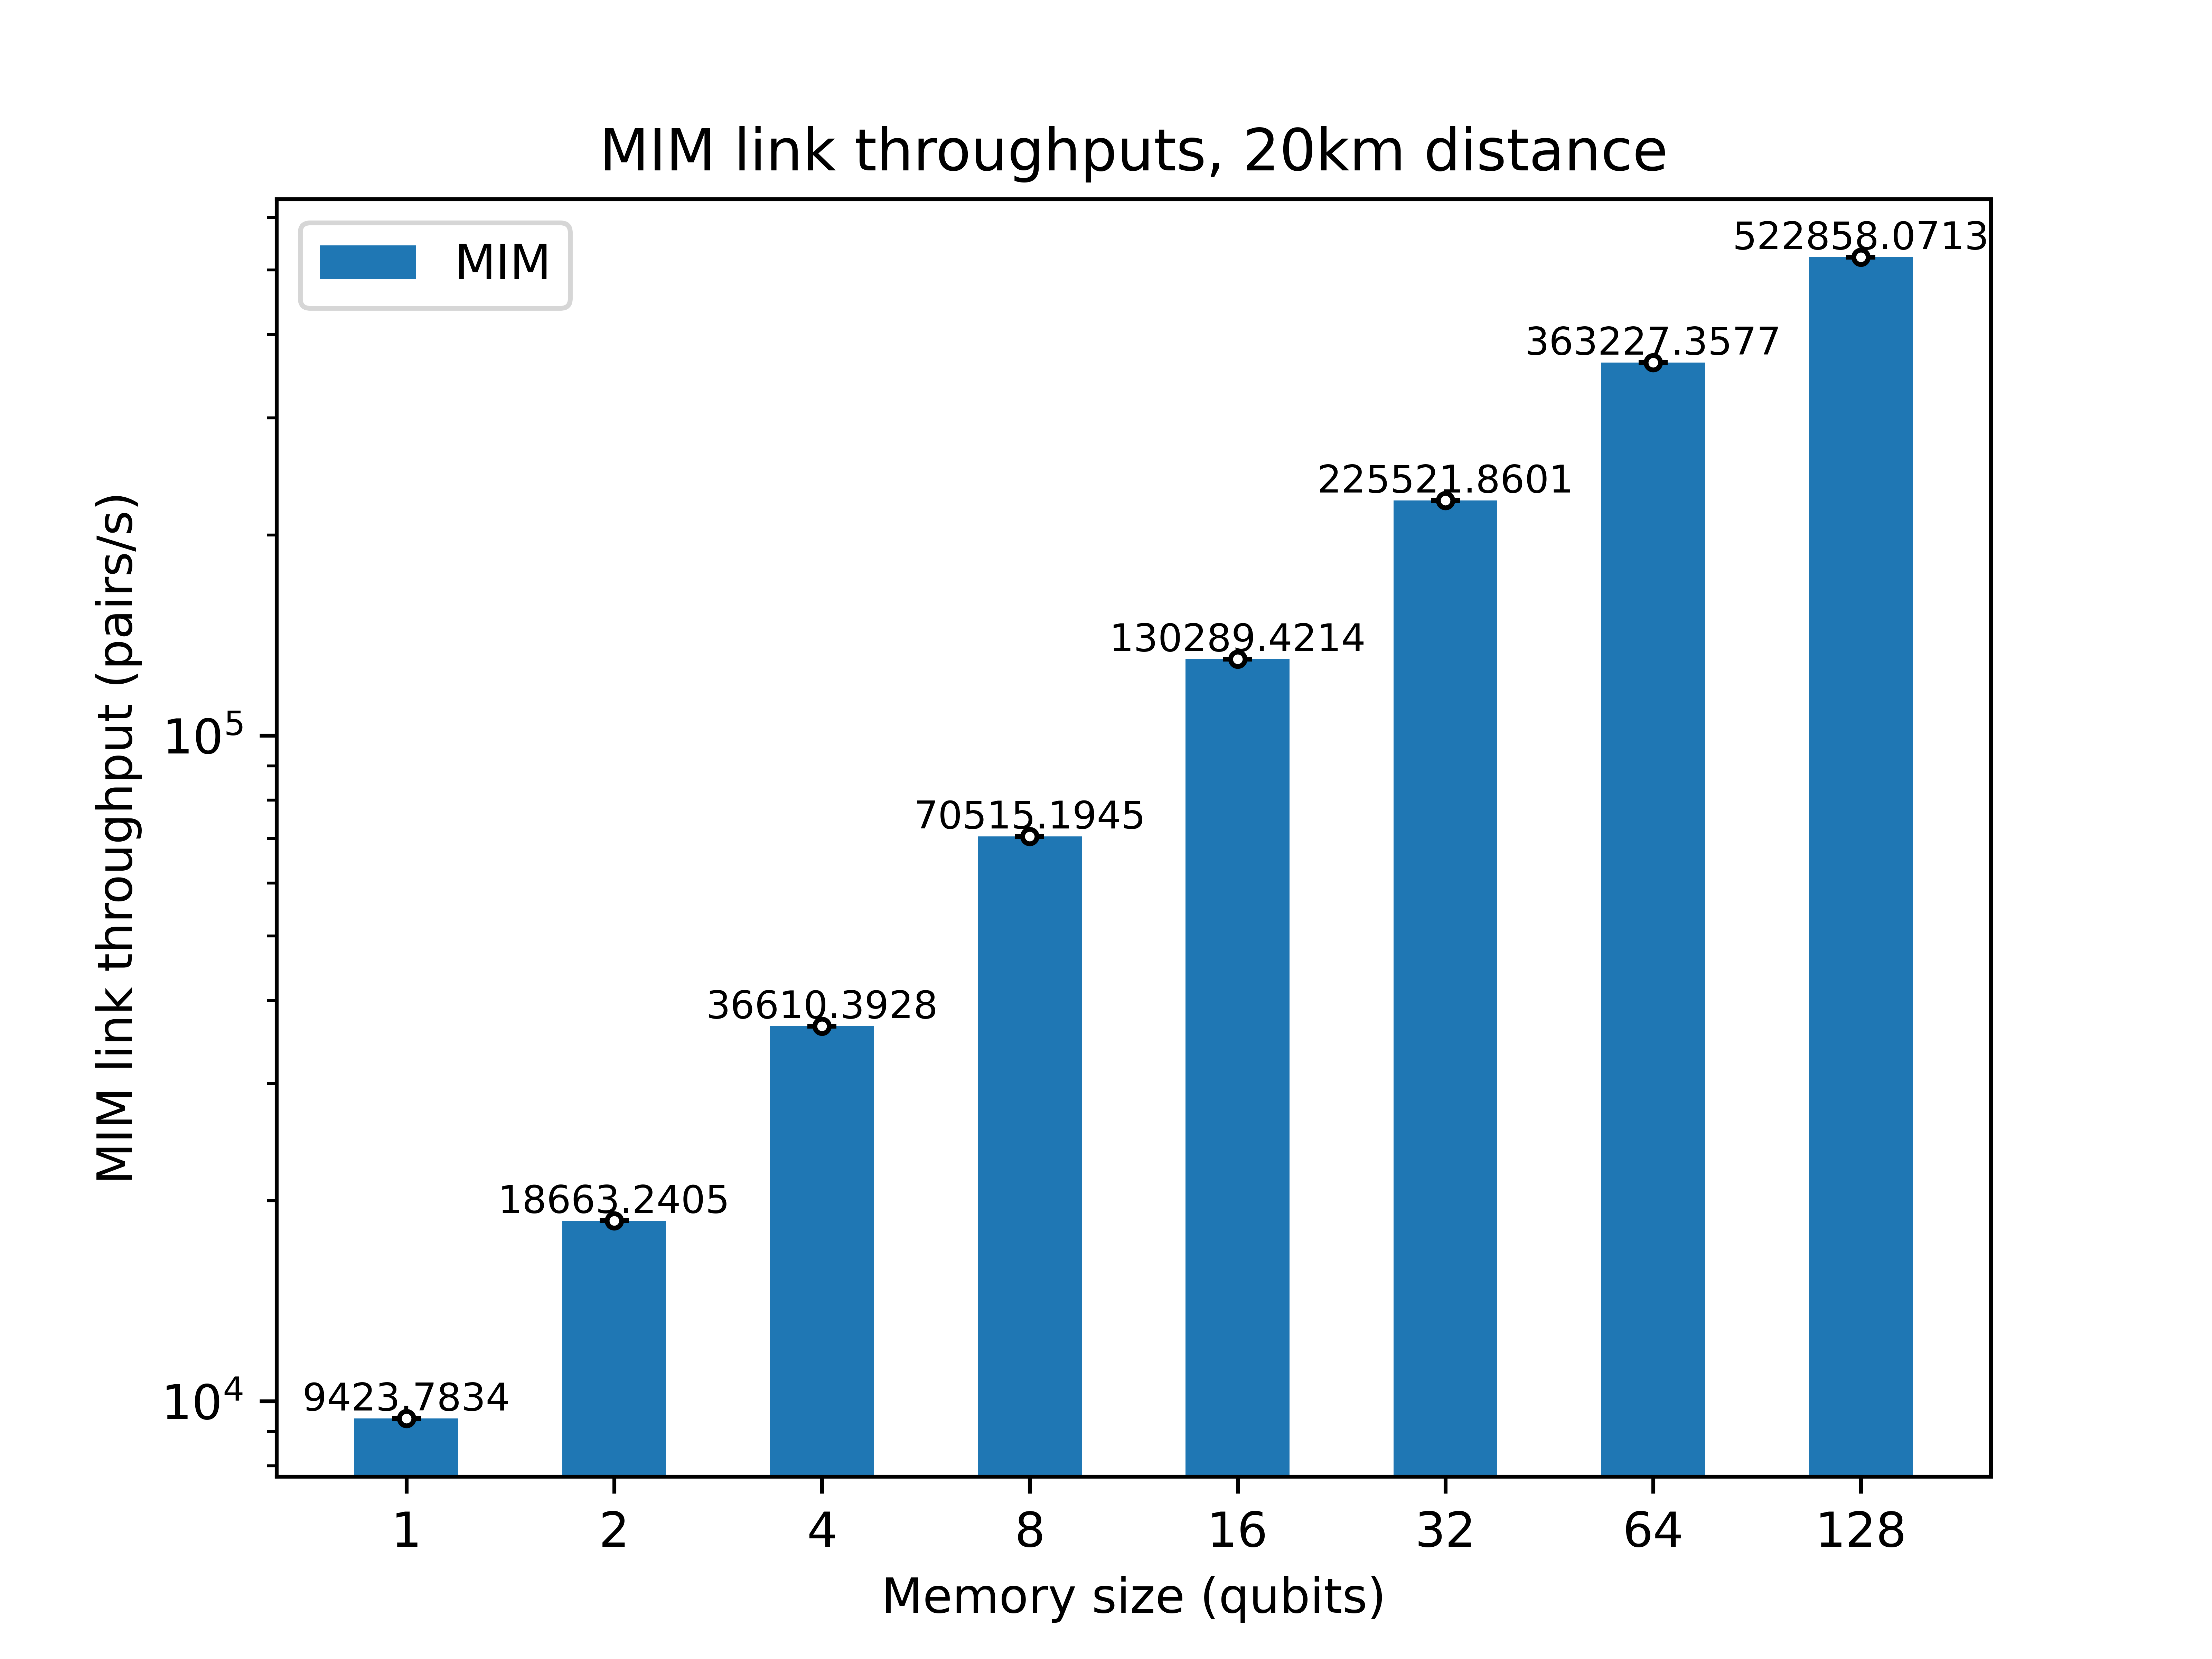 MIM link throughputs, 20km distance
MIM
MIM link throughput (pairs/s)
10⁵
10⁴
9423.7834
18663.2405
36610.3928
70515.1945
130289.4214
225521.8601
363227.3577
522858.0713
1 2 4 8 16 32 64 128
Memory size (qubits)